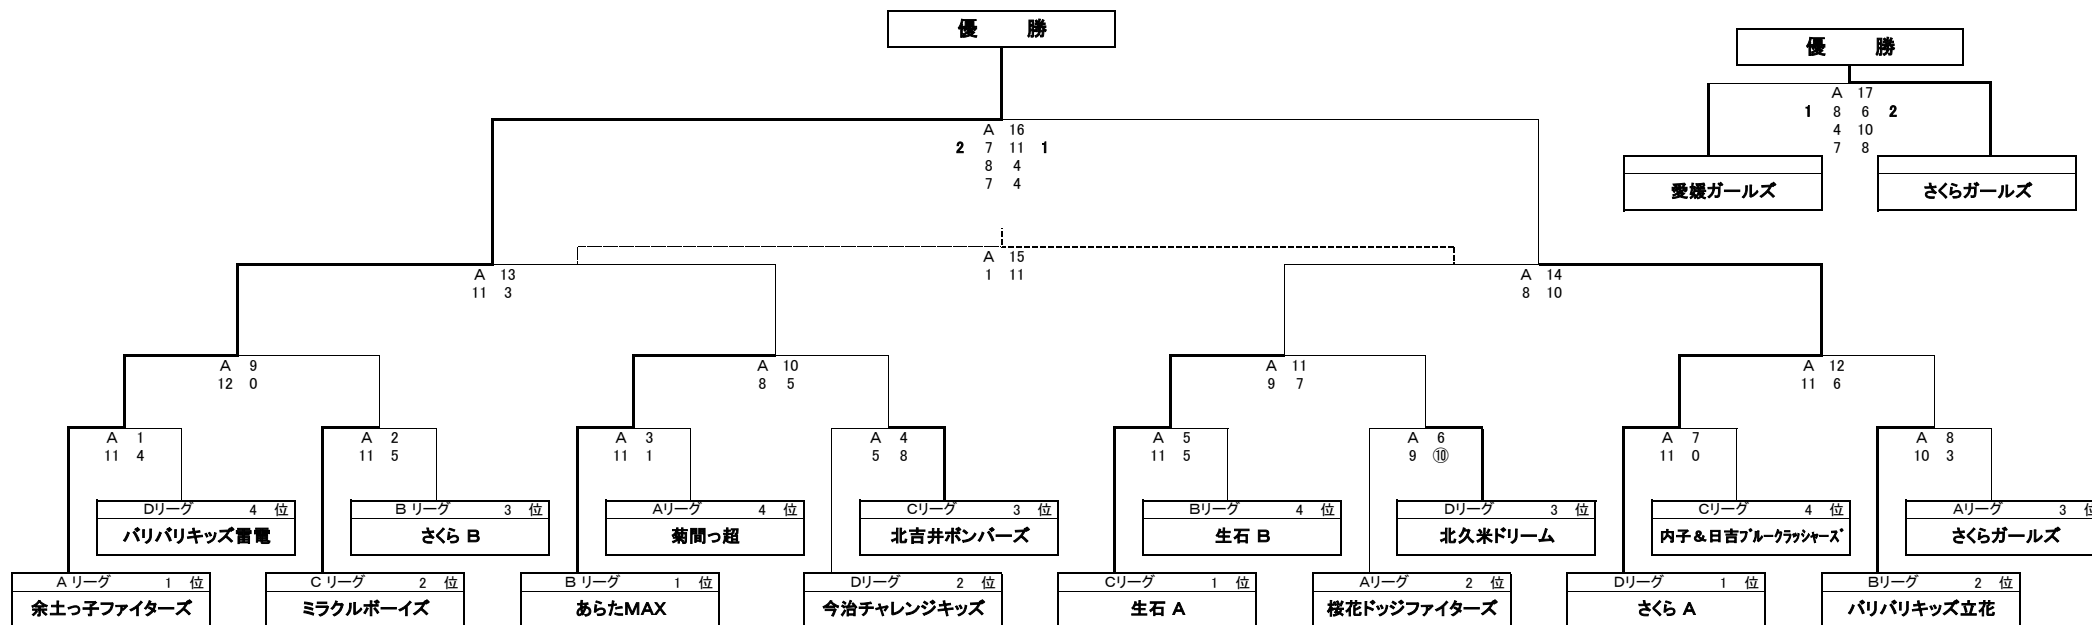 優 勝
優 勝
A 17
1 8 6 2
4 10
7 8
A 16
2 7 11 1
8 4
7 4
愛媛ガールズ さくらガールズ
A 15
1 11
A 13
11 3
A 14
8 10
A 9
12 0
A 10
8 5
A 11
9 7
A 12
11 6
A 1
11 4
A 2
11 5
A 3
11 1
A 4
5 8
A 5
11 5
A 6
9 ⑩
A 7
11 0
A 8
10 3
Dリーグ 4 位
バリバリキッズ雷電
Bリーグ 3 位
さくら B
Aリーグ 4 位
菊間っ超
Cリーグ 3 位
北吉井ボンバーズ
Bリーグ 4 位
生石 B
Dリーグ 3 位
北久米ドリーム
Cリーグ 4 位
内子&日吉ブルークラッシャーズ
Aリーグ 3 位
さくらガールズ
Aリーグ 1 位
余土っ子ファイターズ
Cリーグ 2 位
ミラクルボーイズ
Bリーグ 1 位
あらたMAX
Dリーグ 2 位
今治チャレンジキッズ
Cリーグ 1 位
生石 A
Aリーグ 2 位
桜花ドッジファイターズ
Dリーグ 1 位
さくら A
Bリーグ 2 位
バリバリキッズ立花